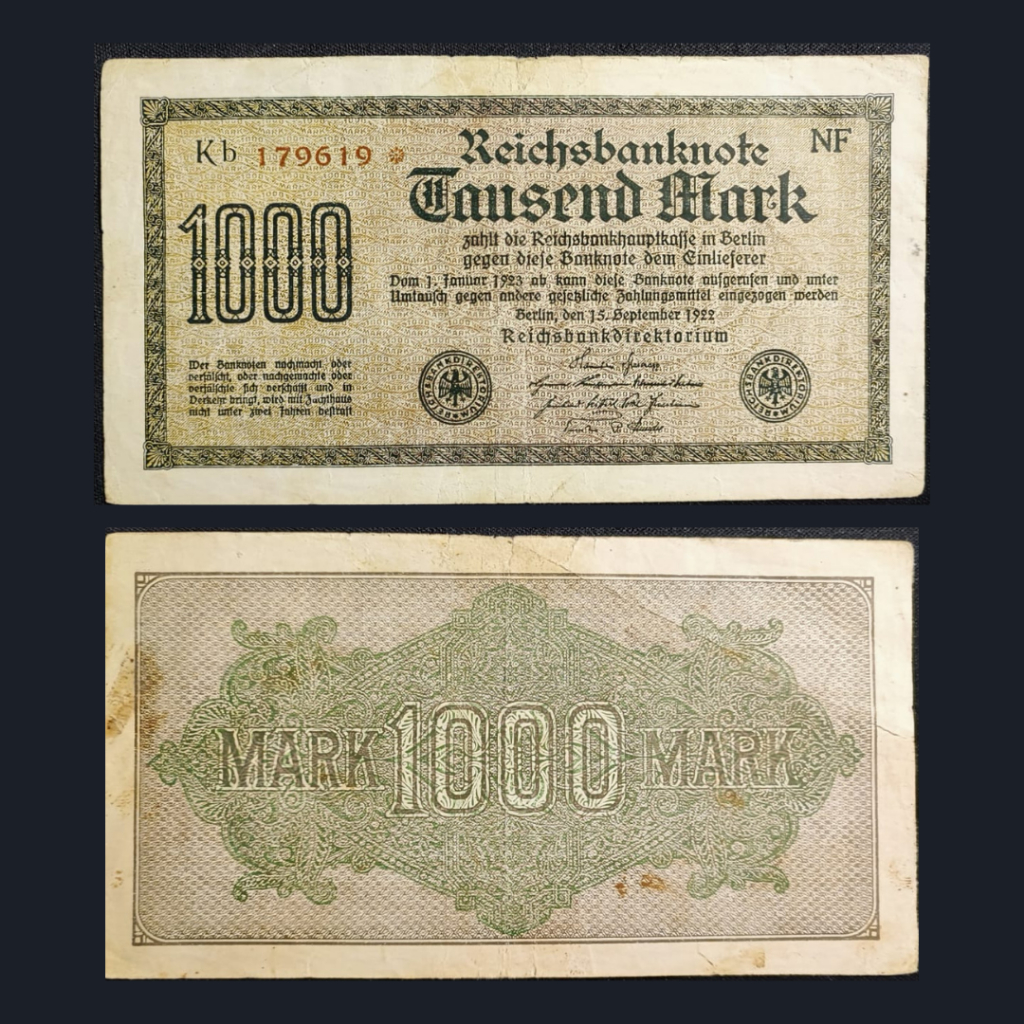 Kb 179619 *
NF
Reichsbanknote
Tausend Mark
zahlt die Reichsbankhauptkasse in Berlin
gegen diese Banknote dem Einlieferer
Vom 1. Januar 1923 ab kann diese Banknote aufgerufen und unter
Umtausch gegen andere gesetzliche Zahlungsmittel eingezogen werden
Berlin, den 15. September 1922
Reichsbankdirektorium
1000
Wer Banknoten nachmacht oder
verfälscht, oder nachgemachte oder
verfälschte sich verschafft und in
Verkehr bringt, wird mit Zuchthaus
nicht unter zwei Jahren bestraft
REICHSBANKDIREKTORIUM
REICHSBANKDIREKTORIUM
MARK 1000 MARK